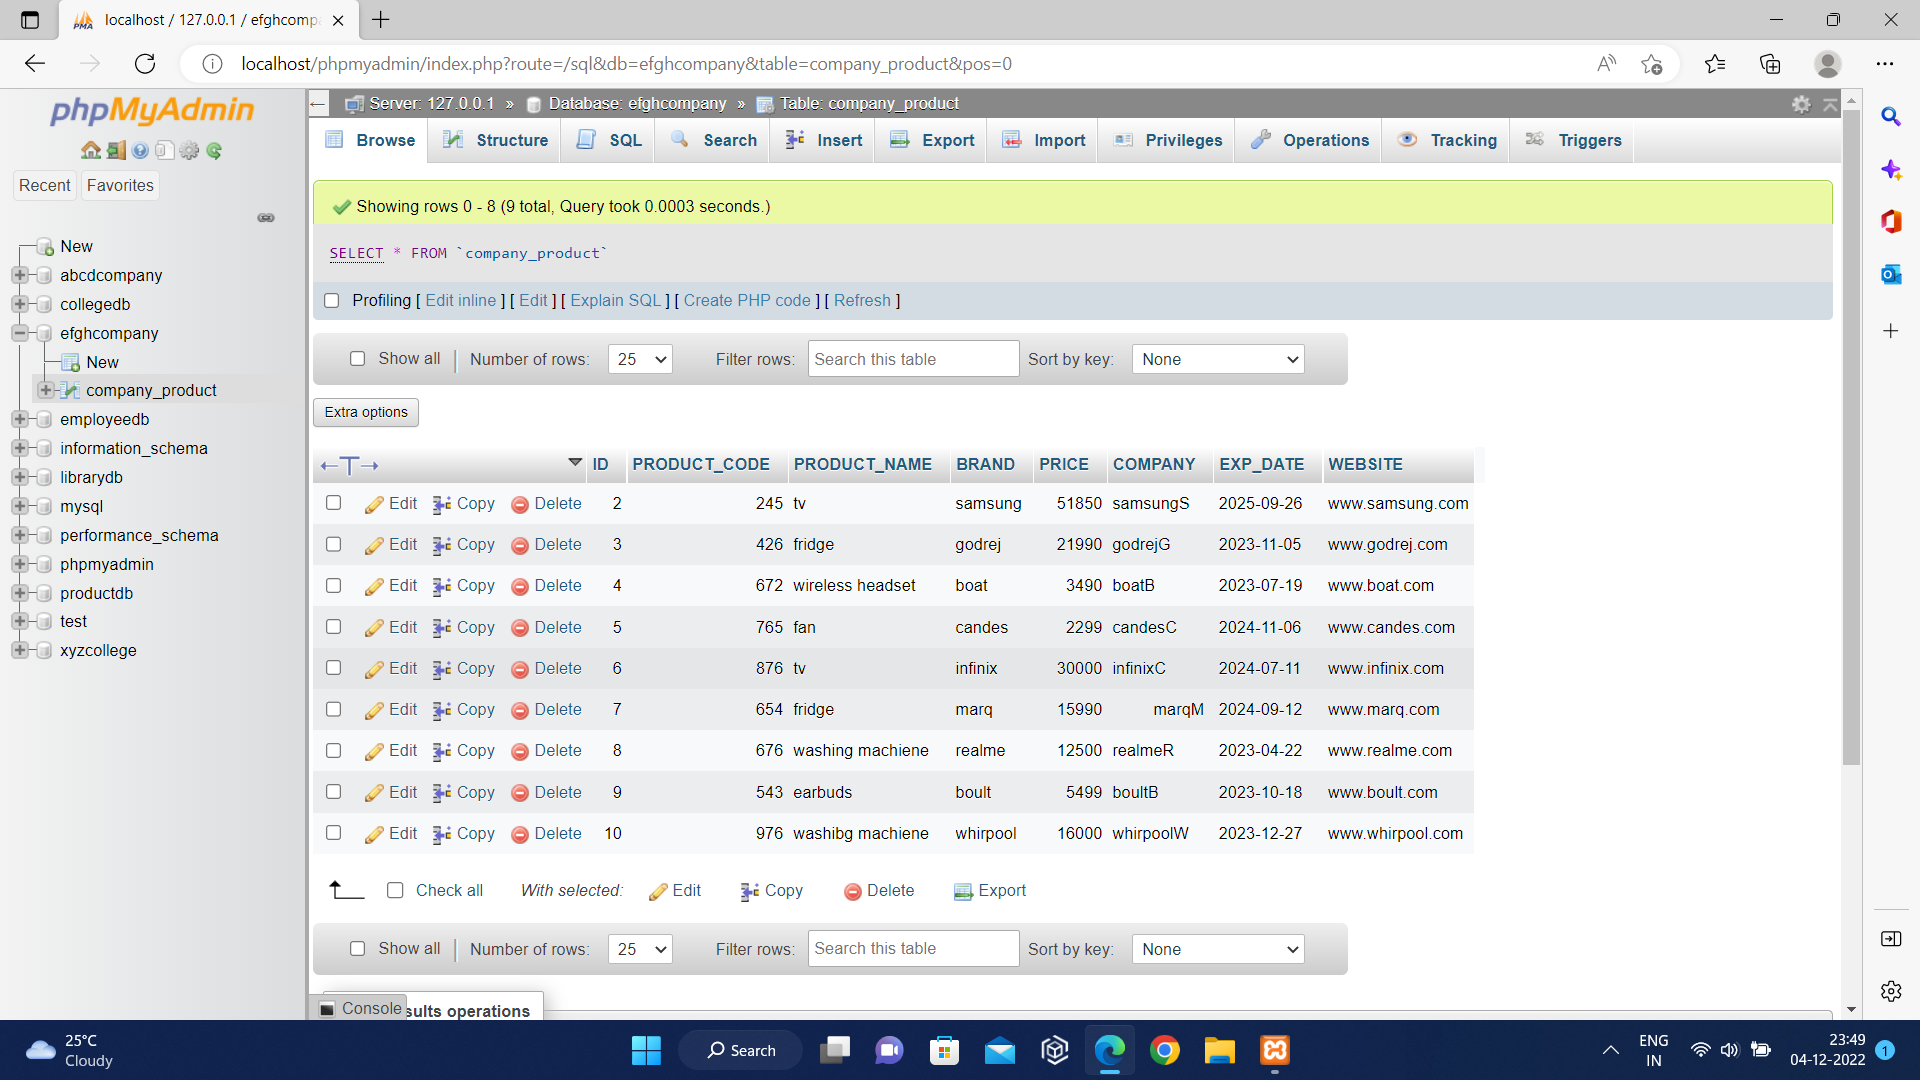 localhost / 127.0.0.1 / efghcomp
localhost/phpmyadmin/index.php?route=/sql&db=efghcompany&table=company_product&pos=0
phpMyAdmin
Recent Favorites
New
abcdcompany
collegedb
efghcompany
New
company_product
employeedb
information_schema
librarydb
mysql
performance_schema
phpmyadmin
productdb
test
xyzcollege
Server: 127.0.0.1 » Database: efghcompany » Table: company_product
Browse Structure SQL Search Insert Export Import Privileges Operations Tracking Triggers
Showing rows 0 - 8 (9 total, Query took 0.0003 seconds.)
SELECT * FROM `company_product`
Profiling [ Edit inline ] [ Edit ] [ Explain SQL ] [ Create PHP code ] [ Refresh ]
Show all Number of rows: 25 Filter rows: Search this table Sort by key: None
Extra options
←T→ ID PRODUCT_CODE PRODUCT_NAME BRAND PRICE COMPANY EXP_DATE WEBSITE
Edit Copy Delete 2 245 tv samsung 51850 samsungS 2025-09-26 www.samsung.com
Edit Copy Delete 3 426 fridge godrej 21990 godrejG 2023-11-05 www.godrej.com
Edit Copy Delete 4 672 wireless headset boat 3490 boatB 2023-07-19 www.boat.com
Edit Copy Delete 5 765 fan candes 2299 candesC 2024-11-06 www.candes.com
Edit Copy Delete 6 876 tv infinix 30000 infinixC 2024-07-11 www.infinix.com
Edit Copy Delete 7 654 fridge marq 15990 marqM 2024-09-12 www.marq.com
Edit Copy Delete 8 676 washing machiene realme 12500 realmeR 2023-04-22 www.realme.com
Edit Copy Delete 9 543 earbuds boult 5499 boultB 2023-10-18 www.boult.com
Edit Copy Delete 10 976 washibg machiene whirpool 16000 whirpoolW 2023-12-27 www.whirpool.com
Check all With selected: Edit Copy Delete Export
Show all Number of rows: 25 Filter rows: Search this table Sort by key: None
Console sults operations
25°C
Cloudy
Search
ENG
IN
23:49
04-12-2022
1